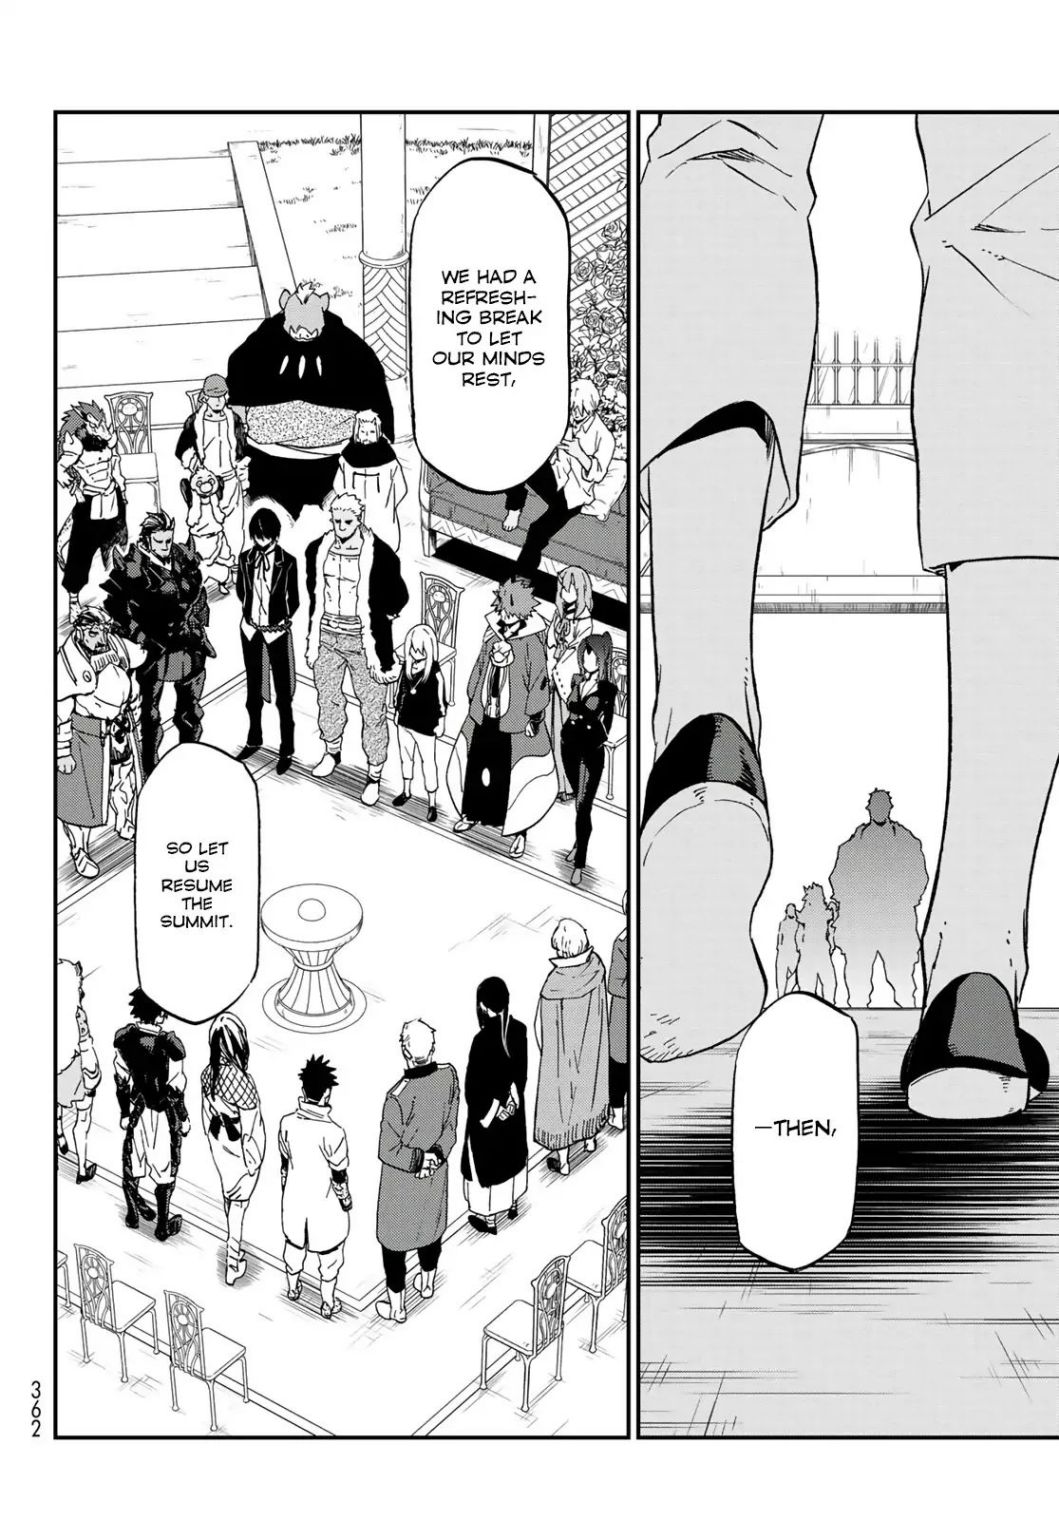 —THEN,
WE HAD A
REFRESH-
ING BREAK
TO LET
OUR MINDS
REST,
SO LET
US
RESUME
THE
SUMMIT.
362